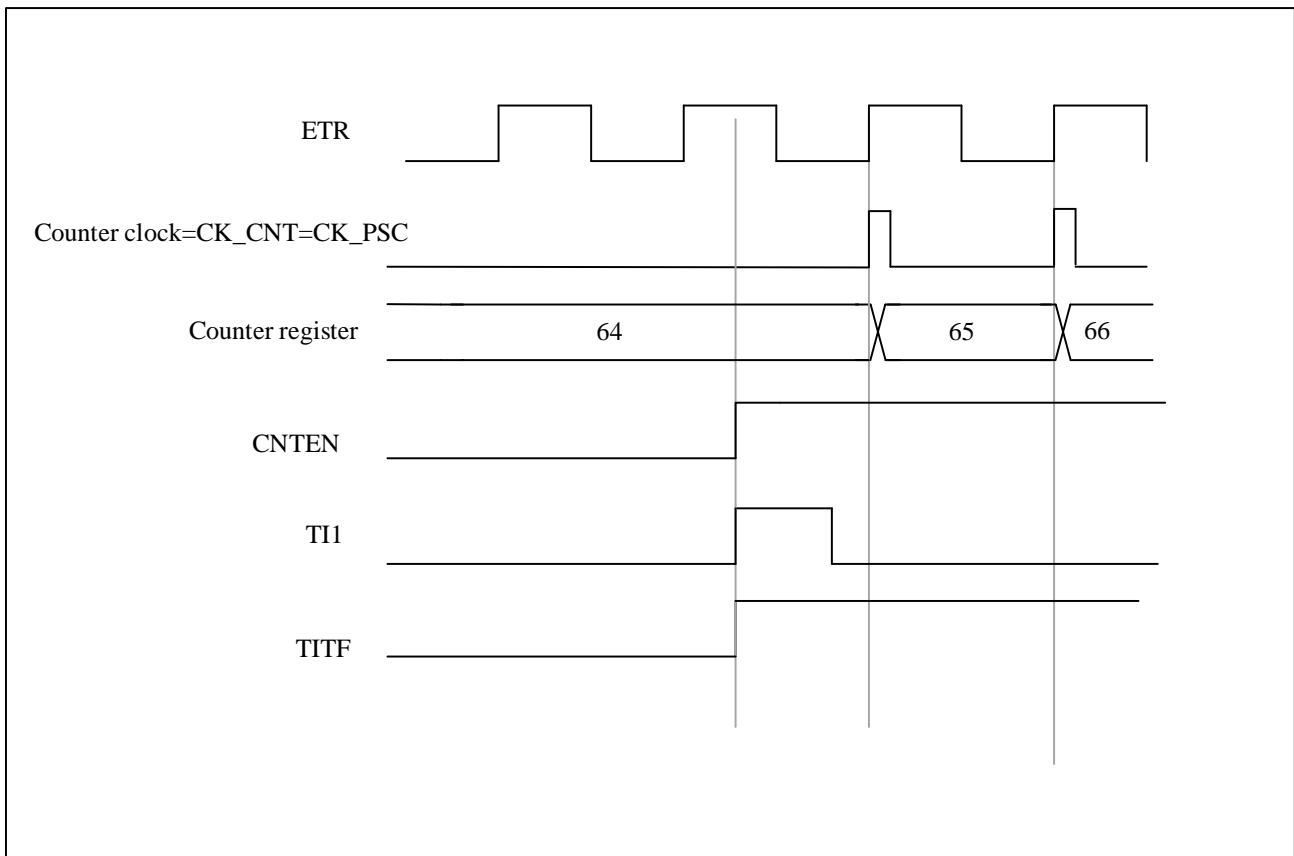 ETR
Counter clock=CK_CNT=CK_PSC
Counter register 64 65 66
CNTEN
TI1
TITF